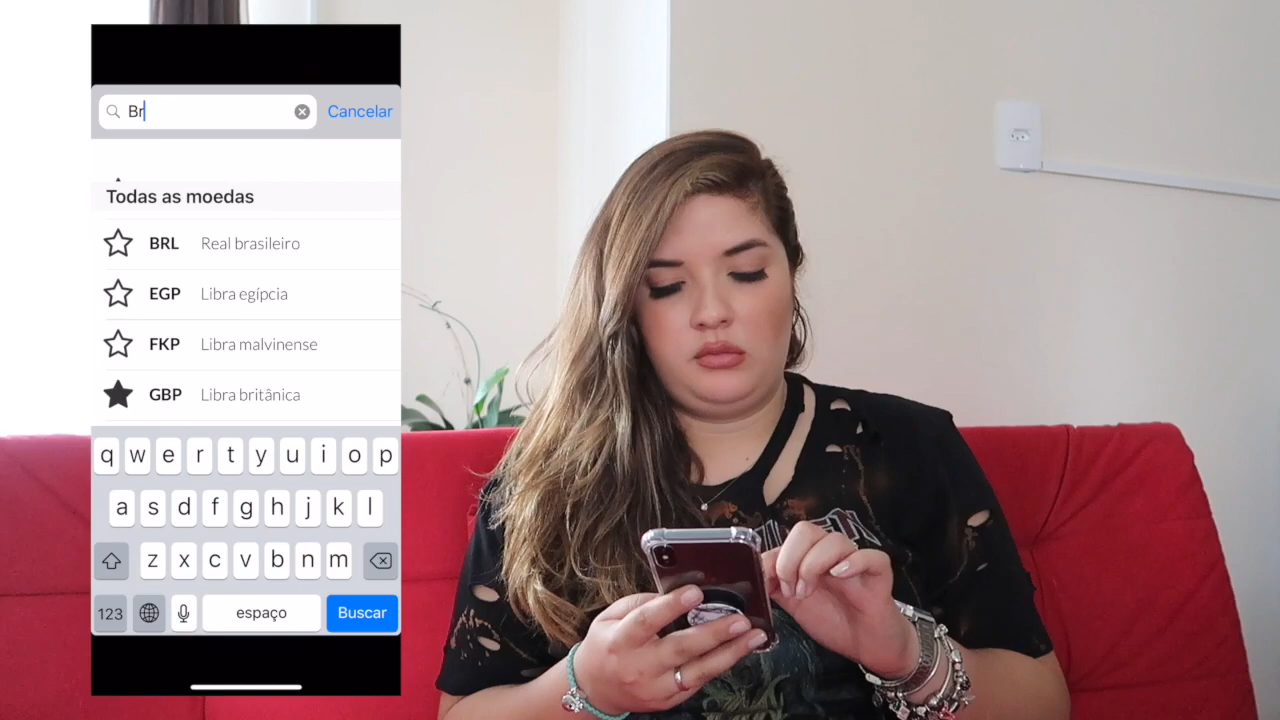 Br
Cancelar
Todas as moedas
BRL Real brasileiro
EGP Libra egípcia
FKP Libra malvinense
GBP Libra britânica
q w e r t y u i o p
a s d f g h j k l
z x c v b n m
123 espaço Buscar